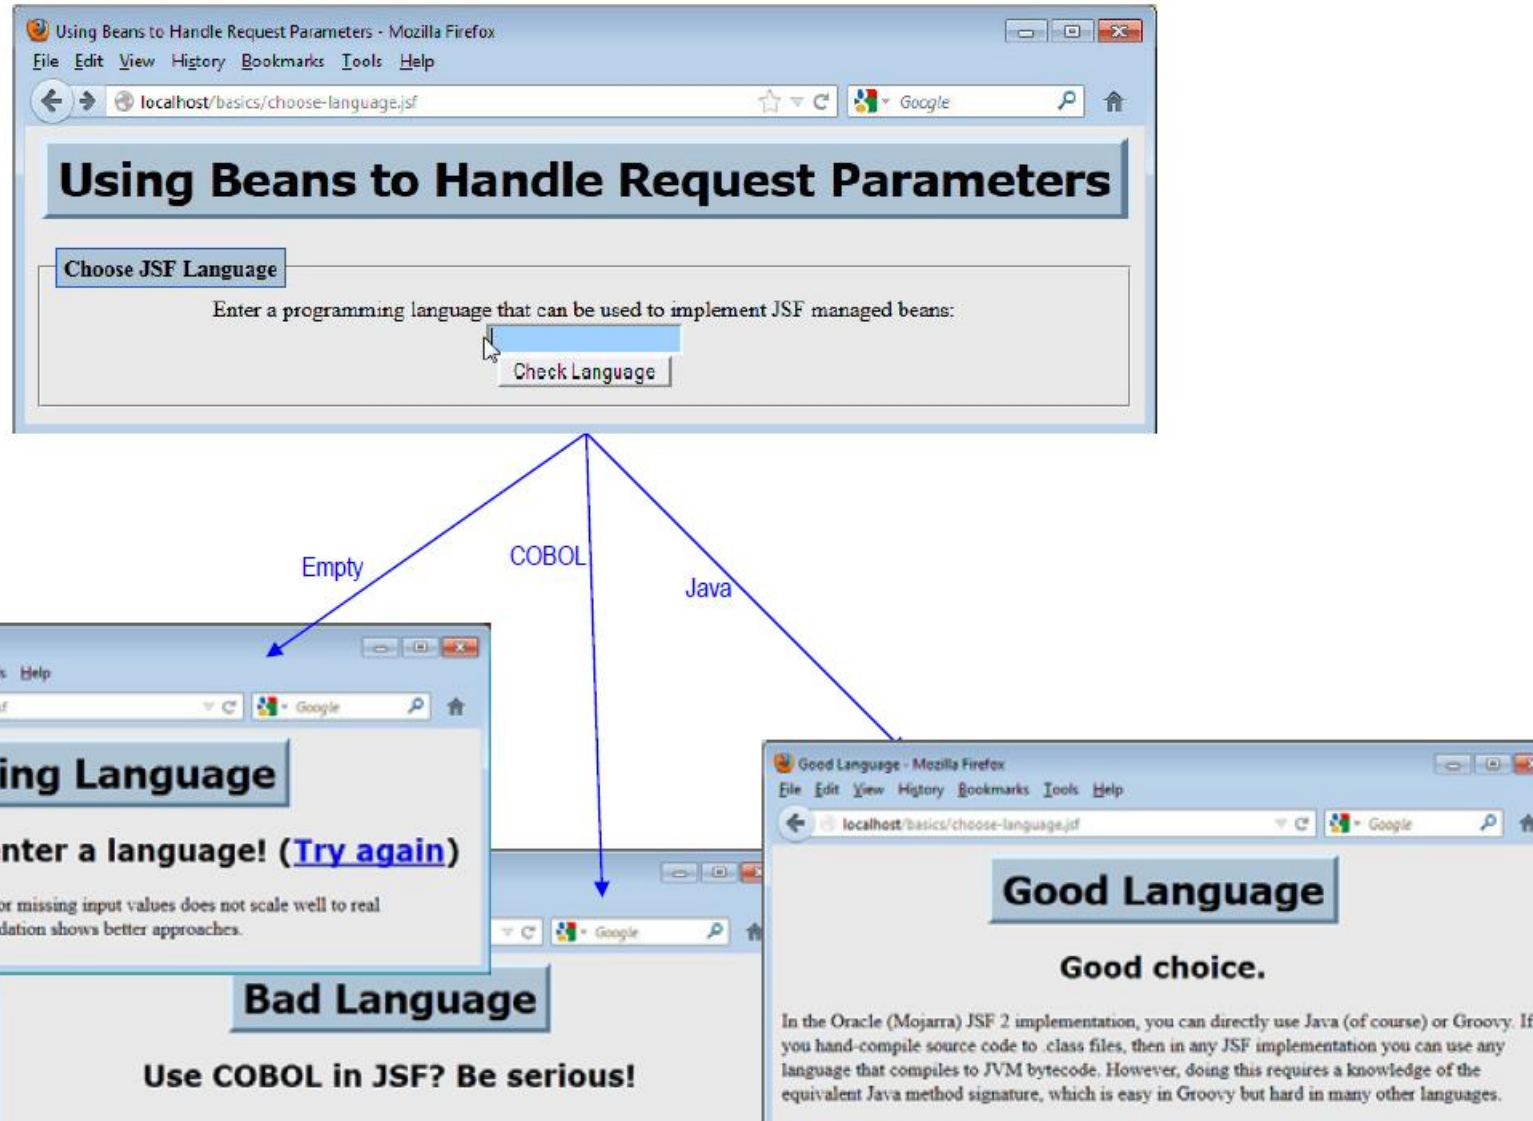 Using Beans to Handle Request Parameters - Mozilla Firefox
File Edit View History Bookmarks Tools Help
localhost/basics/choose-language.jsf
Google
Using Beans to Handle Request Parameters
Choose JSF Language
Enter a programming language that can be used to implement JSF managed beans:
Check Language
Empty
COBOL
Java
Help
Google
ing Language
nter a language! (Try again)
or missing input values does not scale well to real
dation shows better approaches.
Google
Bad Language
Use COBOL in JSF? Be serious!
Good Language - Mozilla Firefox
File Edit View History Bookmarks Tools Help
localhost/basics/choose-language.jsf
Google
Good Language
Good choice.
In the Oracle (Mojarra) JSF 2 implementation, you can directly use Java (of course) or Groovy. If
you hand-compile source code to .class files, then in any JSF implementation you can use any
language that compiles to JVM bytecode. However, doing this requires a knowledge of the
equivalent Java method signature, which is easy in Groovy but hard in many other languages.